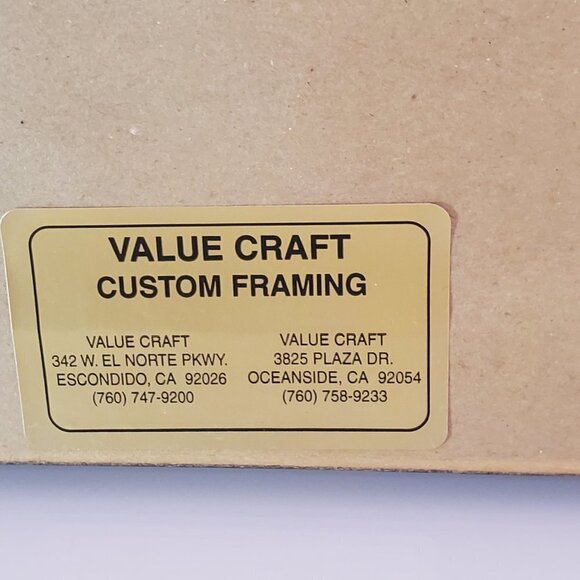 VALUE CRAFT
CUSTOM FRAMING
VALUE CRAFT
342 W. EL NORTE PKWY.
ESCONDIDO, CA 92026
(760) 747-9200
VALUE CRAFT
3825 PLAZA DR.
OCEANSIDE, CA 92054
(760) 758-9233